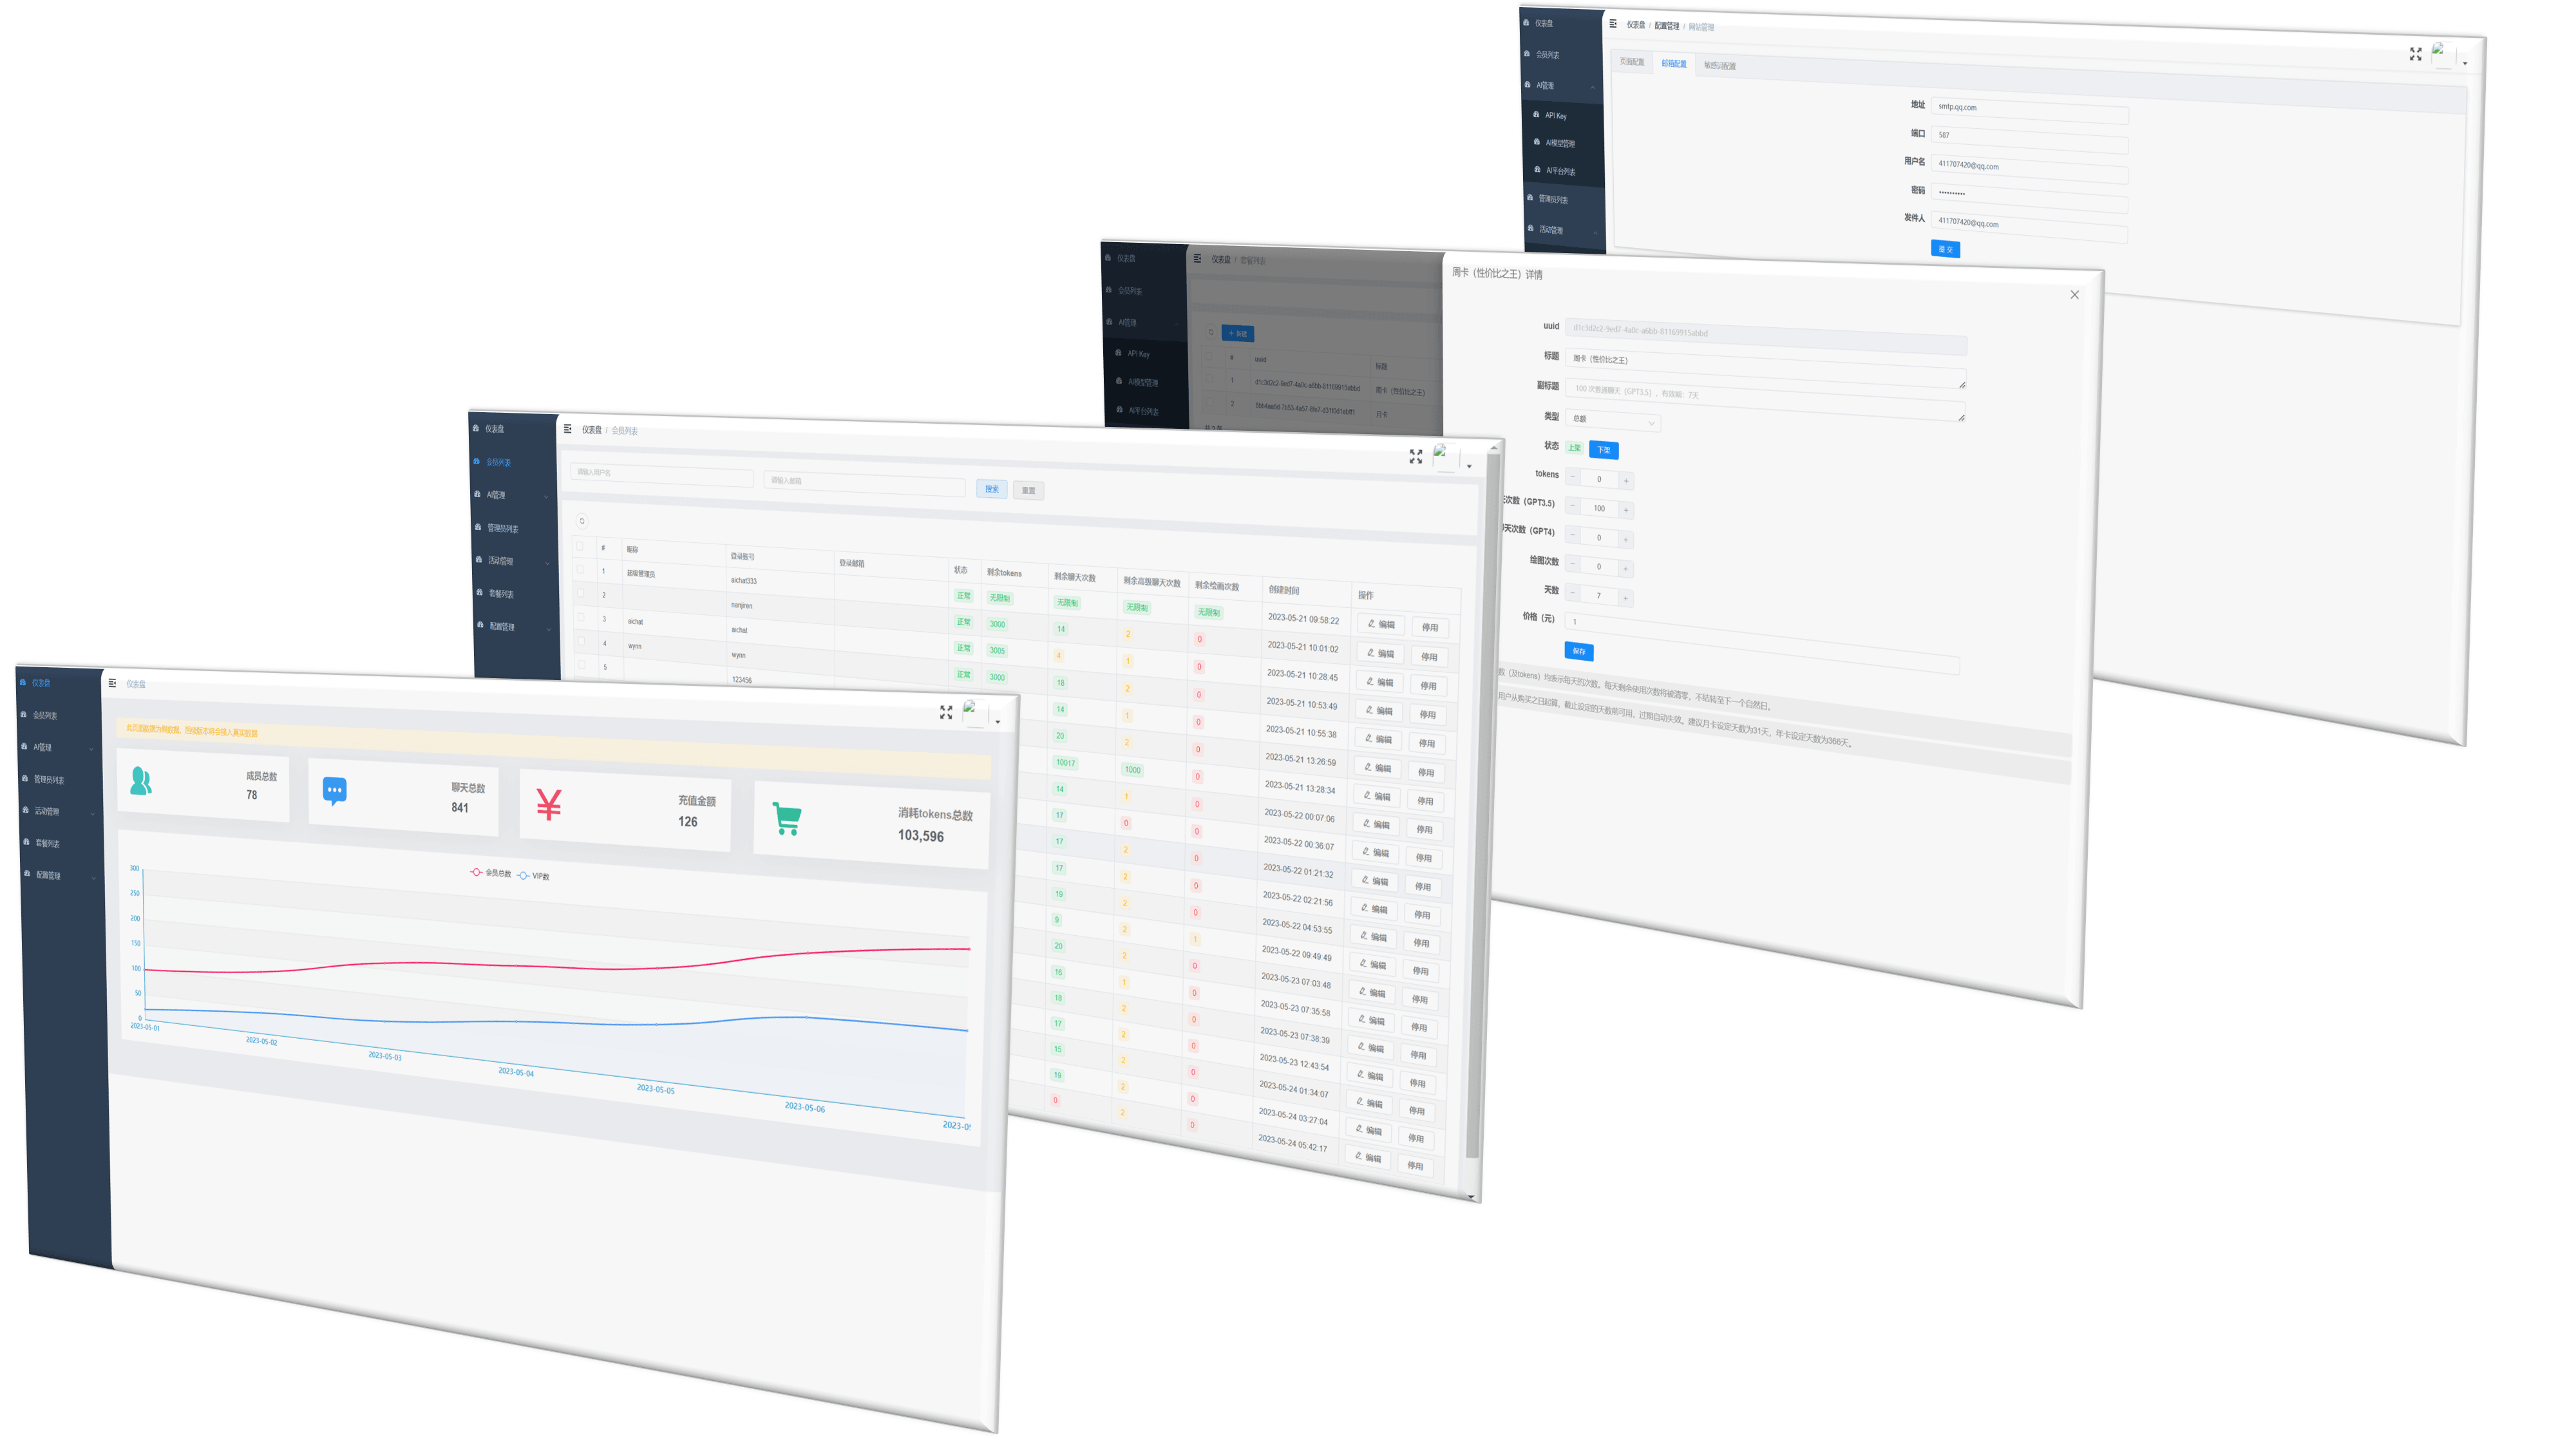 仪表盘
会员列表
AI管理
API Key
AI模型管理
AI平台列表
管理员列表
活动管理
仪表盘 / 配置管理 / 网站管理
页面配置 邮箱配置 敏感词配置
地址 smtp.qq.com
端口 587
用户名 411707420@qq.com
密码 ••••••••••
发件人 411707420@qq.com
提交
仪表盘
会员列表
AI管理
API Key
AI模型管理
AI平台列表
仪表盘 / 套餐列表
+ 新建
# uuid 标题
1 d1c3d2c2-9ed7-4a0c-a6bb-81169915abbd 周卡（性价比之王）
2 月卡
周卡（性价比之王）详情
uuid d1c3d2c2-9ed7-4a0c-a6bb-81169915abbd
标题 周卡（性价比之王）
副标题 100 次普通聊天（GPT3.5）、有效期：7天
类型 总额
状态 上架 下架
tokens - 0 +
次数（GPT3.5） - 100 +
天次数（GPT4） - 0 +
绘图次数 - 0 +
天数 - 7 +
价格（元） 1
保存
数（及tokens）均表示每天的次数。每天剩余使用次数将被清零，不结转至下一个自然日。
用户从购买之日起算，截止设定的天数前可用，过期自动失效。建议月卡设定天数为31天，年卡设定天数为366天。
仪表盘
会员列表
AI管理
管理员列表
活动管理
套餐列表
配置管理
仪表盘 / 会员列表
请输入用户名 请输入邮箱 搜索 重置
# 昵称 登录账号 登录邮箱 状态 剩余tokens 剩余聊天次数 剩余高级聊天次数 剩余绘画次数 创建时间 操作
1 超级管理员 aichat333 正常 无限制 无限制 无限制 无限制 2023-05-21 09:58:22 编辑 停用
2 nanjiren 正常 3000 14 2 0 2023-05-21 10:01:02 编辑 停用
3 aichat aichat 正常 3005 4 1 0 2023-05-21 10:28:45 编辑 停用
4 wynn wynn 正常 3000 18 2 0 2023-05-21 10:53:49 编辑 停用
5 123456 14 1 0 2023-05-21 10:55:38 编辑 停用
20 2 0 2023-05-21 13:26:59 编辑 停用
10017 1000 0 2023-05-21 13:28:34 编辑 停用
14 1 0 2023-05-22 00:07:06 编辑 停用
17 0 0 2023-05-22 00:36:07 编辑 停用
17 2 0 2023-05-22 01:21:32 编辑 停用
17 2 0 2023-05-22 02:21:56 编辑 停用
19 2 0 2023-05-22 04:53:55 编辑 停用
9 2 1 2023-05-22 09:49:49 编辑 停用
20 2 0 2023-05-23 07:03:48 编辑 停用
16 1 0 2023-05-23 07:35:58 编辑 停用
18 2 0 2023-05-23 07:38:39 编辑 停用
17 2 0 2023-05-23 12:43:54 编辑 停用
15 2 0 2023-05-24 01:34:07 编辑 停用
19 2 0 2023-05-24 03:27:04 编辑 停用
0 2 0 2023-05-24 05:42:17 编辑 停用
仪表盘
会员列表
AI管理
管理员列表
活动管理
套餐列表
配置管理
仪表盘
成员总数
78
聊天总数
841
充值金额
126
消耗tokens总数
103,596
会员总数 VIP数
300
250
200
150
100
50
0
2023-05-01
2023-05-02
2023-05-03
2023-05-04
2023-05-05
2023-05-06
2023-0